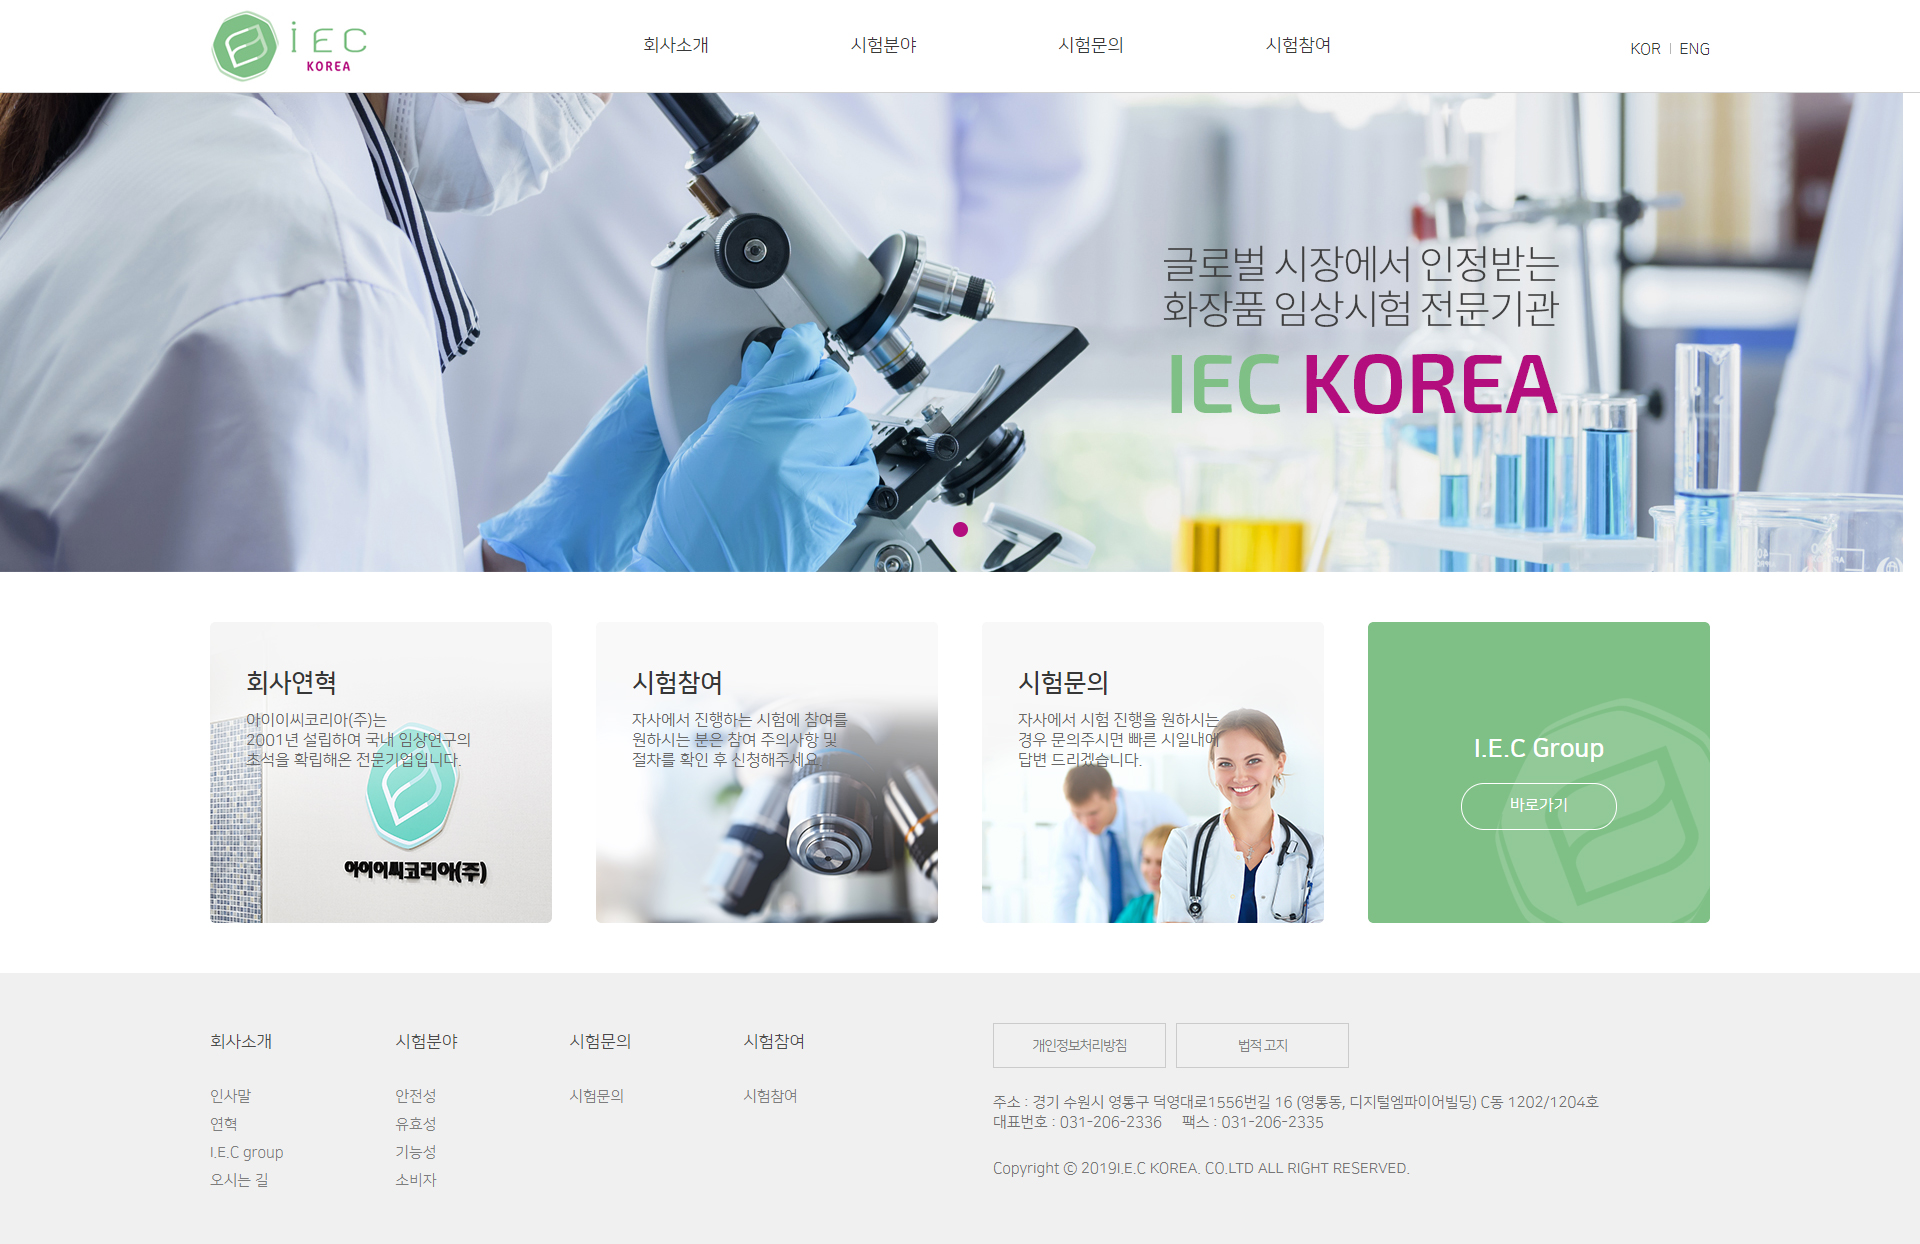 iEC
KOREA
회사소개
시험분야
시험문의
시험참여
KOR | ENG
글로벌 시장에서 인정받는
화장품 임상시험 전문기관
IEC KOREA
회사연혁
아이이씨코리아(주)는
2001년 설립하여 국내 임상연구의
초석을 확립해온 전문기업입니다.
아이이씨코리아(주)
시험참여
자사에서 진행하는 시험에 참여를
원하시는 분은 참여 주의사항 및
절차를 확인 후 신청해주세요.
시험문의
자사에서 시험 진행을 원하시는
경우 문의주시면 빠른 시일내에
답변 드리겠습니다.
I.E.C Group
바로가기
회사소개
인사말
연혁
I.E.C group
오시는 길
시험분야
안전성
유효성
기능성
소비자
시험문의
시험문의
시험참여
시험참여
개인정보처리방침
법적 고지
주소 : 경기 수원시 영통구 덕영대로1556번길 16 (영통동, 디지털엠파이어빌딩) C동 1202/1204호
대표번호 : 031-206-2336 팩스 : 031-206-2335
Copyright ⓒ 2019I.E.C KOREA. CO.LTD ALL RIGHT RESERVED.